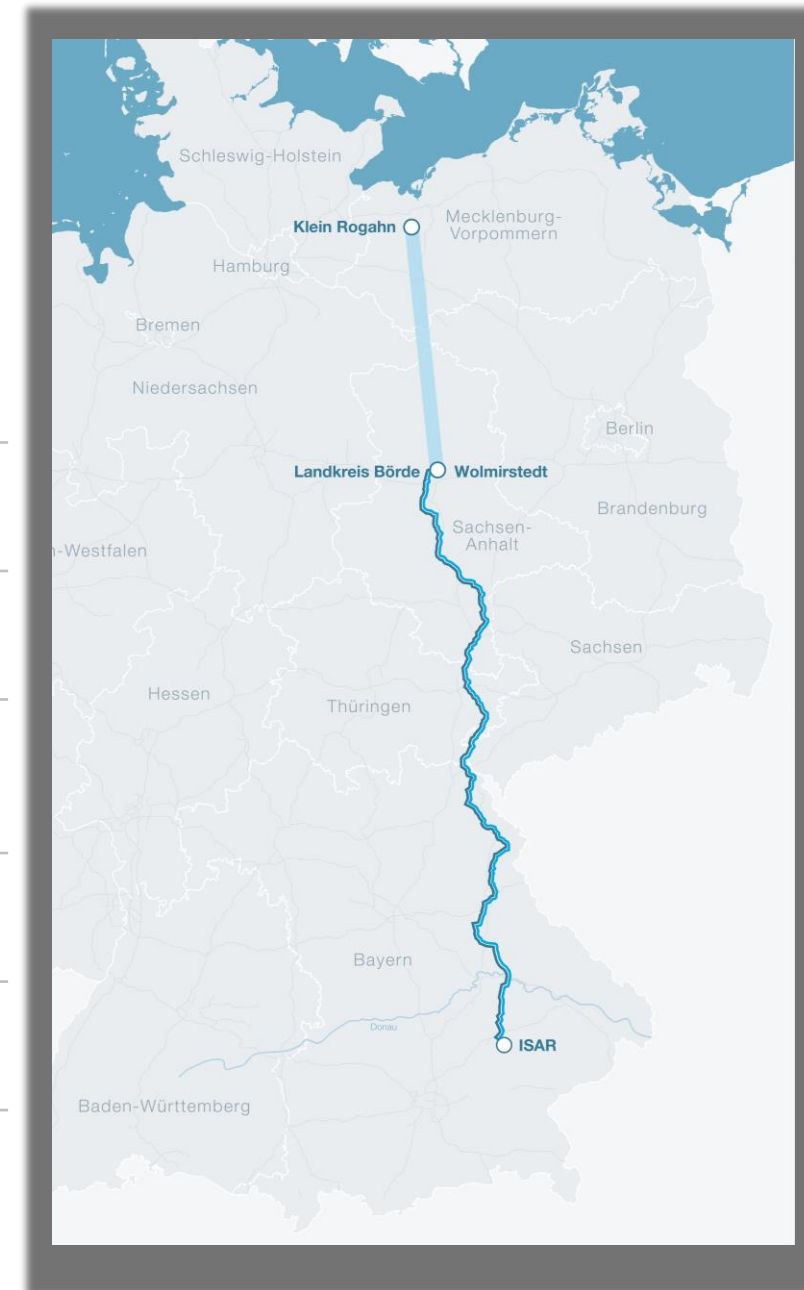 Schleswig-Holstein
Klein Rogahn
Mecklenburg-
Vorpommern
Hamburg
Bremen
Niedersachsen
Berlin
Landkreis Börde
Wolmirstedt
Brandenburg
Sachsen-
Anhalt
n-Westfalen
Sachsen
Hessen
Thüringen
Bayern
Donau
ISAR
Baden-Württemberg